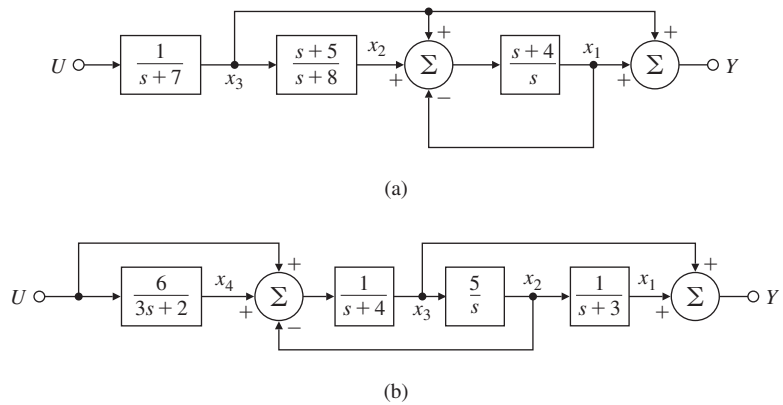 + +
U 1/(s + 7) x3 (s + 5)/(s + 8) x2 + Σ (s + 4)/s x1 + Σ Y
−
(a)
+ +
U 6/(3s + 2) x4 + Σ 1/(s + 4) x3 5/s x2 1/(s + 3) x1 + Σ Y
−
(b)